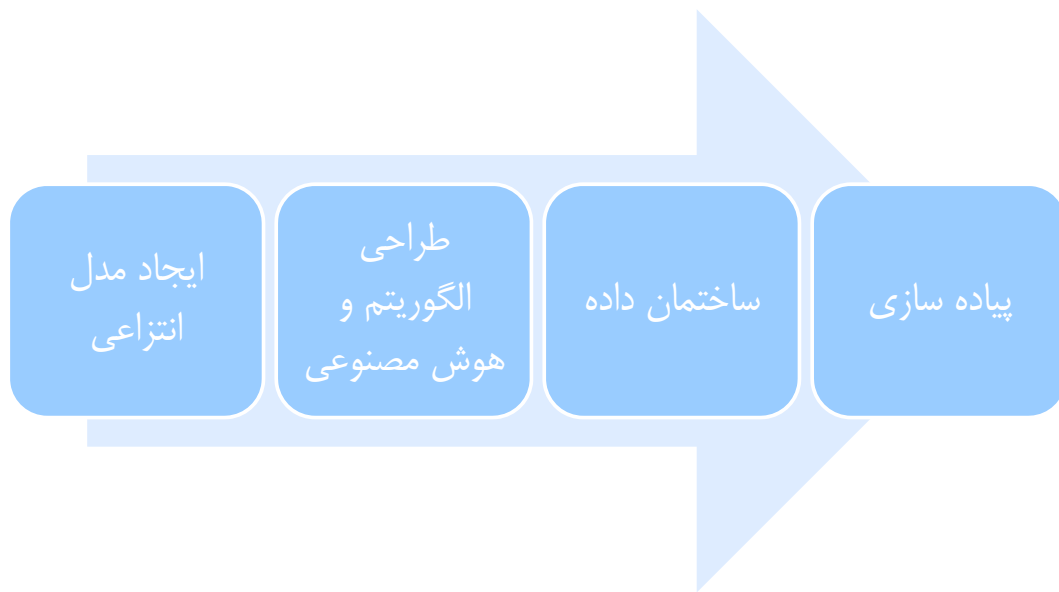 ایجاد مدل
انتزاعی
طراحی
الگوریتم و
هوش مصنوعی
ساختمان داده
پیاده سازی